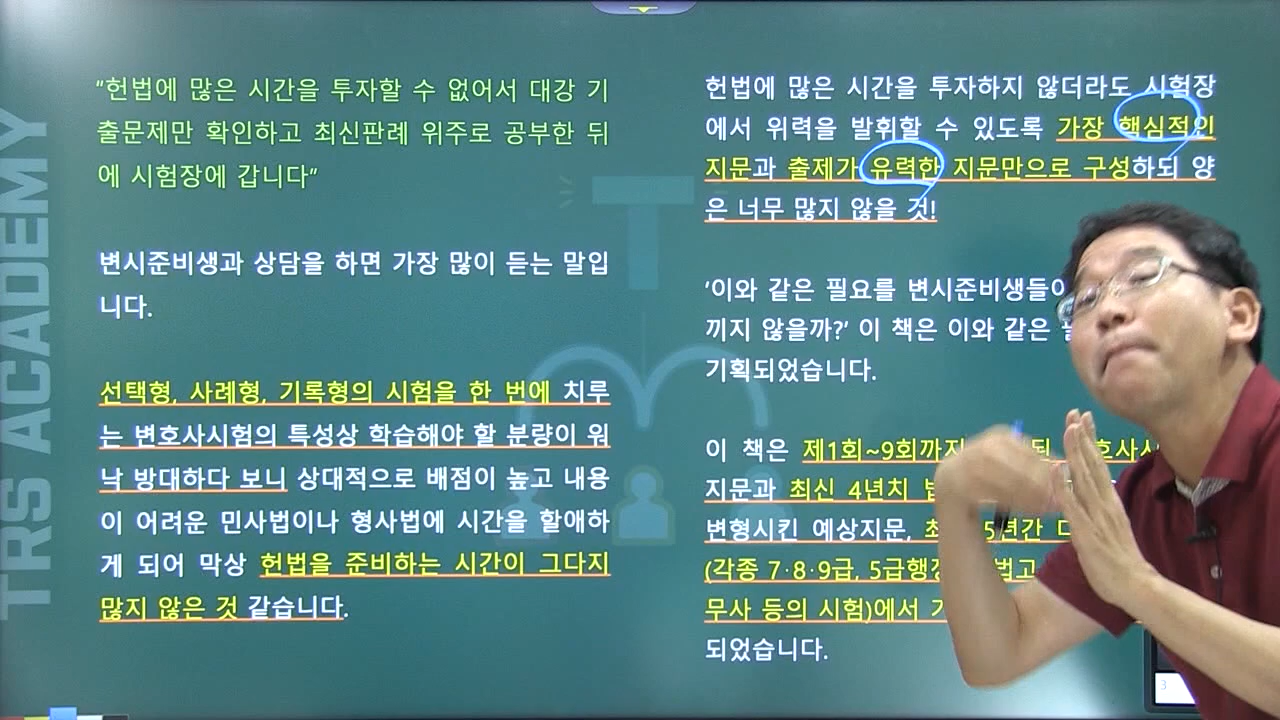 TRS ACADEMY
“헌법에 많은 시간을 투자할 수 없어서 대강 기
출문제만 확인하고 최신판례 위주로 공부한 뒤
에 시험장에 갑니다”
변시준비생과 상담을 하면 가장 많이 듣는 말입
니다.
선택형, 사례형, 기록형의 시험을 한 번에 치루
는 변호사시험의 특성상 학습해야 할 분량이 워
낙 방대하다 보니 상대적으로 배점이 높고 내용
이 어려운 민사법이나 형사법에 시간을 할애하
게 되어 막상 헌법을 준비하는 시간이 그다지
많지 않은 것 같습니다.
헌법에 많은 시간을 투자하지 않더라도 시험장
에서 위력을 발휘할 수 있도록 가장 핵심적인
지문과 출제가 유력한 지문만으로 구성하되 양
은 너무 많지 않을 것!
‘이와 같은 필요를 변시준비생들이
끼지 않을까?’ 이 책은 이와 같은
기획되었습니다.
이 책은 제1회~9회까지
지문과 최신 4년치
변형시킨 예상지문, 5년간
(각종 7·8·9급, 5급행정
무사 등의 시험)에서
되었습니다.
3